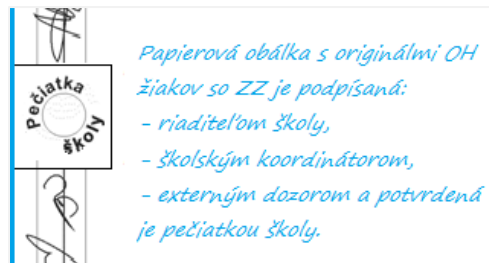 Pečiatka
školy
Papierová obálka s originálmi OH
žiakov so ZZ je podpísaná:
- riaditeľom školy,
- školským koordinátorom,
- externým dozorom a potvrdená
je pečiatkou školy.